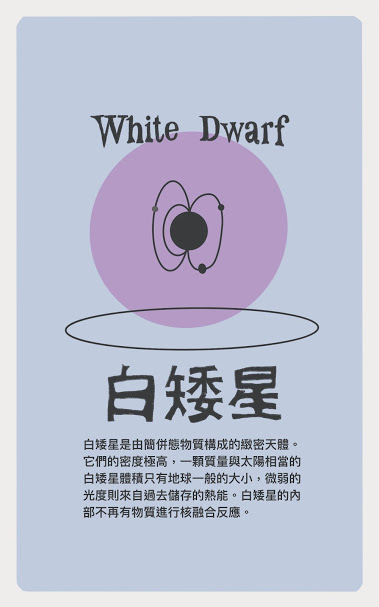 White Dwarf
白矮星
白矮星是由簡併態物質構成的緻密天體。
它們的密度極高，一顆質量與太陽相當的
白矮星體積只有地球一般的大小，微弱的
光度則來自過去儲存的熱能。白矮星的內
部不再有物質進行核融合反應。